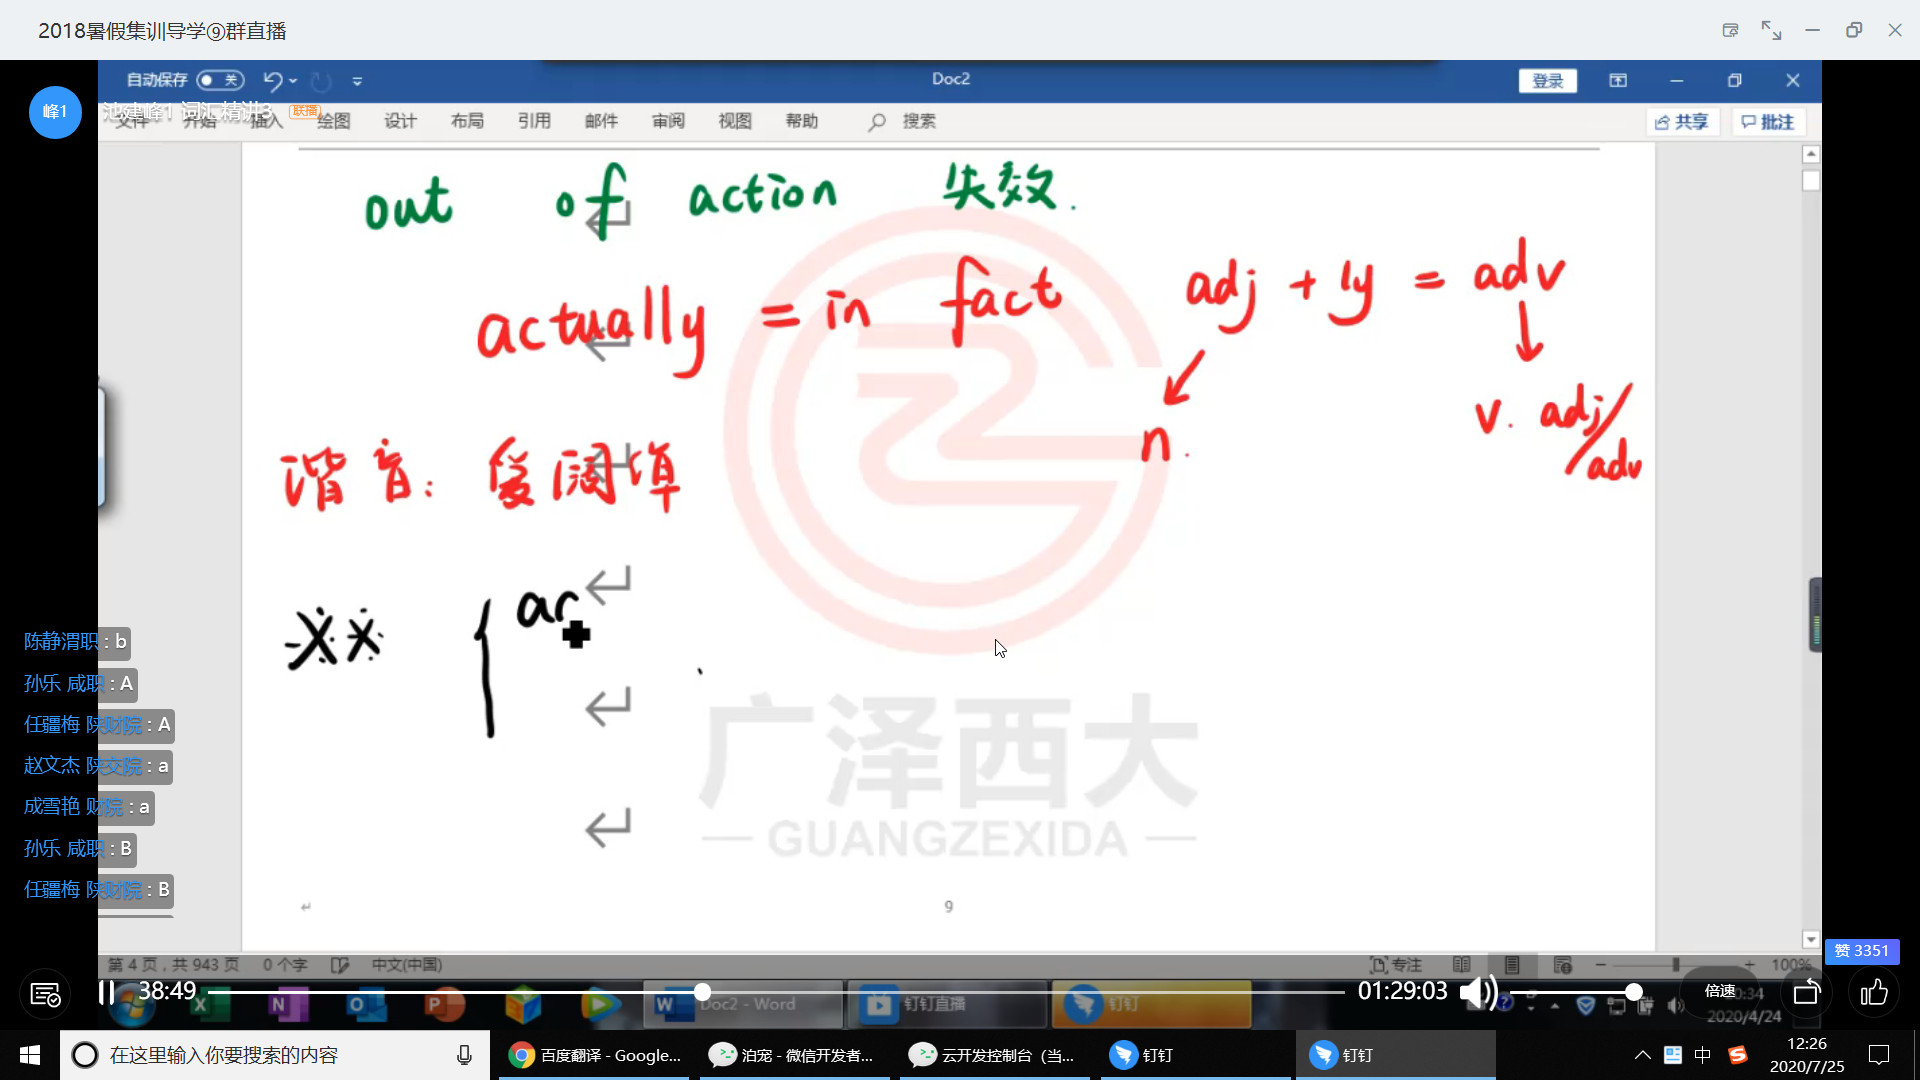 2018暑假集训导学⑨群直播
自动保存 关 Doc2 登录
峰1 池建峰1 词汇精讲3 联播
文件 开始 插入 绘图 设计 布局 引用 邮件 审阅 视图 帮助 搜索 共享 批注
out of action 失效.
actually = in fact adj + ly = adv
n. v. adj/adv
谐音: 爱阔绰
ac
广泽西大
— GUANGZEXIDA —
陈静渭职 : b
孙乐 咸职 : A
任疆梅 陕财院 : A
赵文杰 陕交院 : a
成雪艳 财院 : a
孙乐 咸职 : B
任疆梅 陕财院 : B
9
赞 3351
第 4 页，共 943 页 0 个字 中文(中国) 专注 100%
38:49 01:29:03 倍速
Doc2 - Word 钉钉直播 钉钉 0:34
2020/4/24
在这里输入你要搜索的内容 百度翻译 - Google... 泊宠 - 微信开发者... 云开发控制台（当... 钉钉 钉钉 中 12:26
2020/7/25